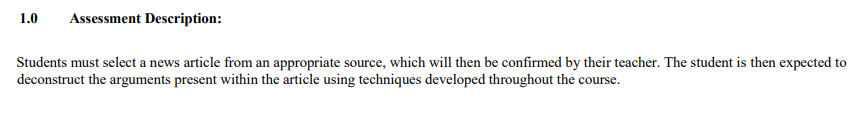 1.0 Assessment Description:
Students must select a news article from an appropriate source, which will then be confirmed by their teacher. The student is then expected to
deconstruct the arguments present within the article using techniques developed throughout the course.